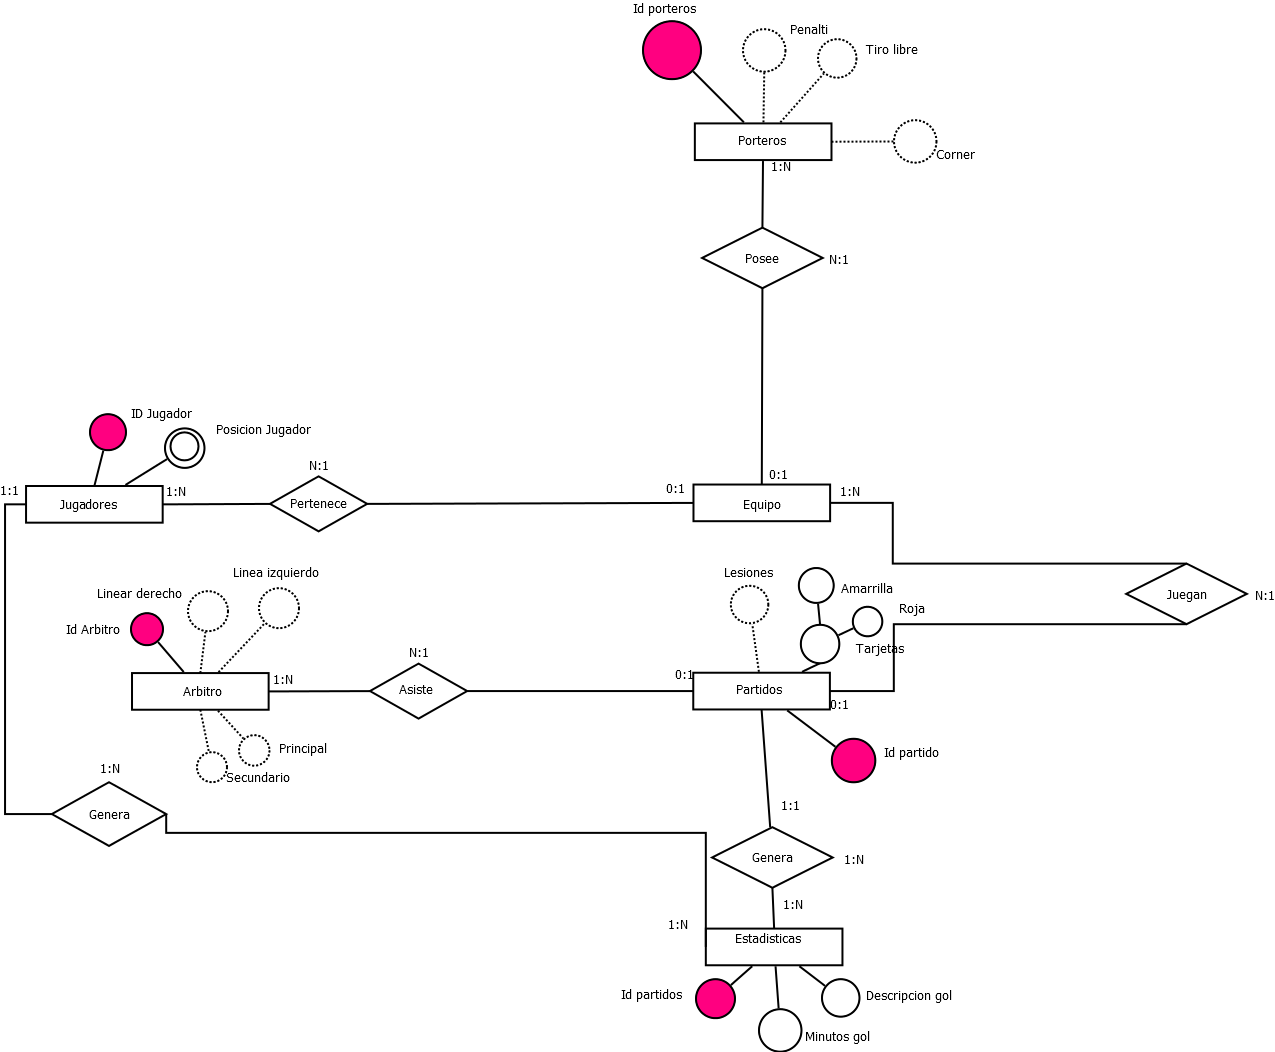 Id porteros
Penalti
Tiro libre
Porteros
Corner
1:N
Posee
N:1
ID Jugador
Posicion Jugador
N:1
0:1
1:1
1:N
0:1
1:N
Jugadores
Pertenece
Equipo
Linea izquierdo
Lesiones
Amarrilla
Linear derecho
Juegan
N:1
Roja
Id Arbitro
Tarjetas
N:1
1:N
0:1
Arbitro
Asiste
Partidos
0:1
Principal
Id partido
Secundario
1:N
1:1
Genera
Genera
1:N
1:N
1:N
Estadisticas
Id partidos
Descripcion gol
Minutos gol